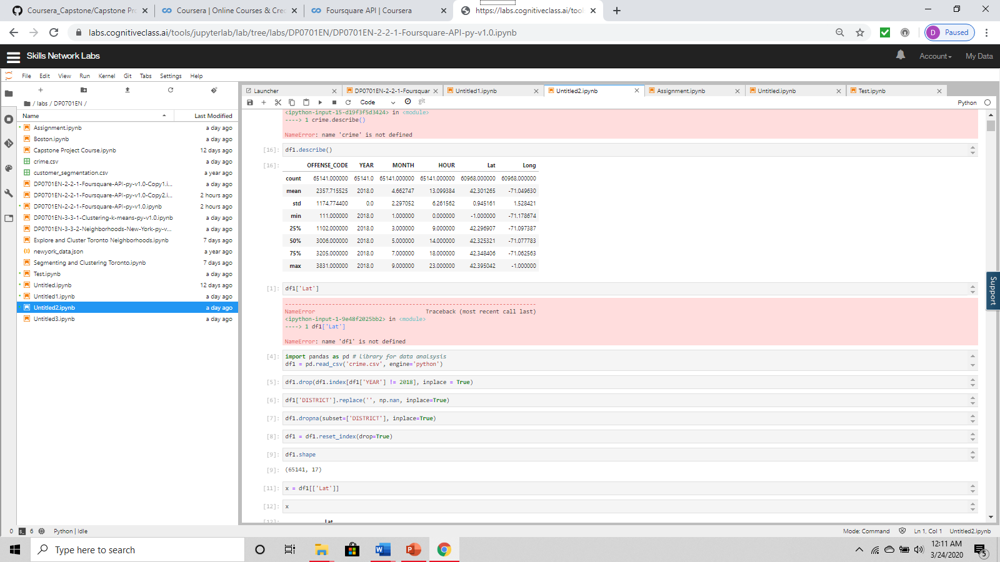 Coursera_Capstone/Capstone Pro
Coursera | Online Courses & Cred
Foursquare API | Coursera
https://labs.cognitiveclass.ai/tool
labs.cognitiveclass.ai/tools/jupyterlab/lab/tree/labs/DP0701EN/DP0701EN-2-2-1-Foursquare-API-py-v1.0.ipynb
D Paused
Skills Network Labs
Account
My Data
File Edit View Run Kernel Git Tabs Settings Help
/ labs / DP0701EN /
Name Last Modified
Assignment.ipynb a day ago
Boston.ipynb a day ago
Capstone Project Course.ipynb 12 days ago
crime.csv a day ago
customer_segmentation.csv a year ago
DP0701EN-2-2-1-Foursquare-API-py-v1.0-Copy1.i... a day ago
DP0701EN-2-2-1-Foursquare-API-py-v1.0-Copy2.i... 2 hours ago
DP0701EN-2-2-1-Foursquare-API-py-v1.0.ipynb 2 hours ago
DP0701EN-3-3-1-Clustering-k-means-py-v1.0.ipynb a day ago
DP0701EN-3-3-2-Neighborhoods-New-York-py-v... a day ago
Explore and Cluster Toronto Neighborhoods.ipynb 7 days ago
newyork_data.json a year ago
Segmenting and Clustering Toronto.ipynb 7 days ago
Test.ipynb a day ago
Untitled.ipynb 12 days ago
Untitled1.ipynb a day ago
Untitled2.ipynb a day ago
Untitled3.ipynb a day ago
Launcher DP0701EN-2-2-1-Foursquar Untitled1.ipynb Untitled2.ipynb Assignment.ipynb Untitled.ipynb Test.ipynb
Code git Python
<ipython-input-15-d19f3f5d3424> in <module>
----> 1 crime.describe()
NameError: name 'crime' is not defined
[16]: df1.describe()
[16]: OFFENSE_CODE YEAR MONTH HOUR Lat Long
count 65141.000000 65141.0 65141.000000 65141.000000 60968.000000 60968.000000
mean 2357.715525 2018.0 4.662747 13.099384 42.301265 -71.049630
std 1174.774400 0.0 2.297052 6.261562 0.945161 1.528421
min 111.000000 2018.0 1.000000 0.000000 -1.000000 -71.178674
25% 1102.000000 2018.0 3.000000 9.000000 42.296907 -71.097387
50% 3006.000000 2018.0 5.000000 14.000000 42.325321 -71.077783
75% 3205.000000 2018.0 7.000000 18.000000 42.348406 -71.062563
max 3831.000000 2018.0 9.000000 23.000000 42.395042 -1.000000
[1]: df1['Lat']
---------------------------------------------------------------------------
NameError Traceback (most recent call last)
<ipython-input-1-9e48f2025bb2> in <module>
----> 1 df1['Lat']
NameError: name 'df1' is not defined
[4]: import pandas as pd # library for data analsysis
df1 = pd.read_csv('crime.csv', engine='python')
[5]: df1.drop(df1.index[df1['YEAR'] != 2018], inplace = True)
[6]: df1['DISTRICT'].replace('', np.nan, inplace=True)
[7]: df1.dropna(subset=['DISTRICT'], inplace=True)
[8]: df1 = df1.reset_index(drop=True)
[9]: df1.shape
[9]: (65141, 17)
[11]: x = df1[['Lat']]
[12]: x
[12]: Lat
Support
0 6 Python | Idle
Mode: Command Ln 1, Col 1 Untitled2.ipynb
Type here to search
12:11 AM
3/24/2020
5